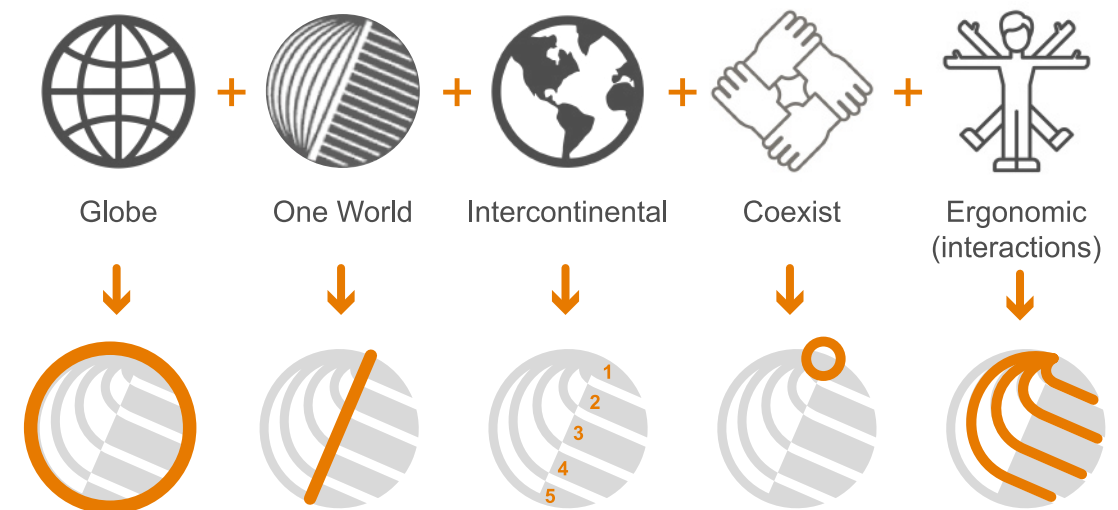 Globe
One World
Intercontinental
Coexist
Ergonomic
(interactions)
1
2
3
4
5